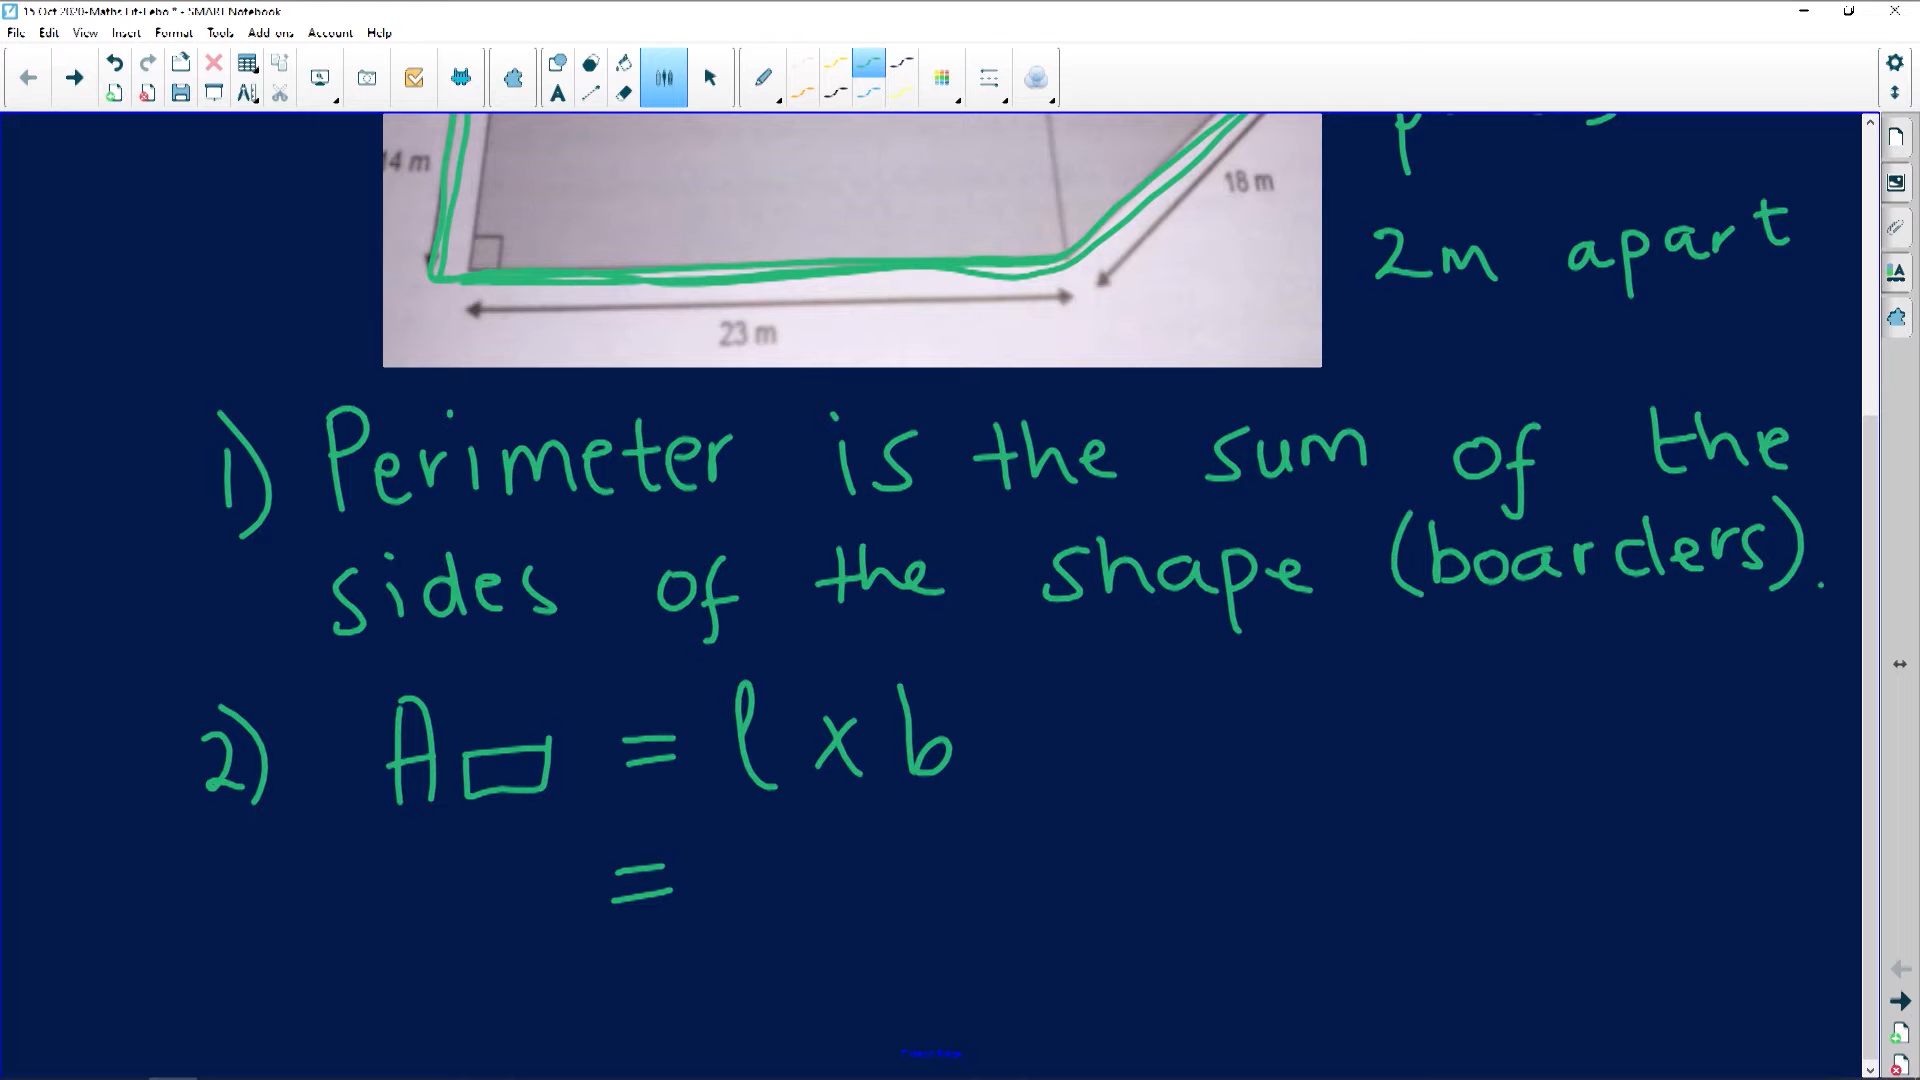 File Edit View Insert Format Tools Add-ons Account Help
14 m
18 m
23 m
2m apart
1) Perimeter is the sum of the
sides of the shape (boarders).
2) A▭ = l x b
=